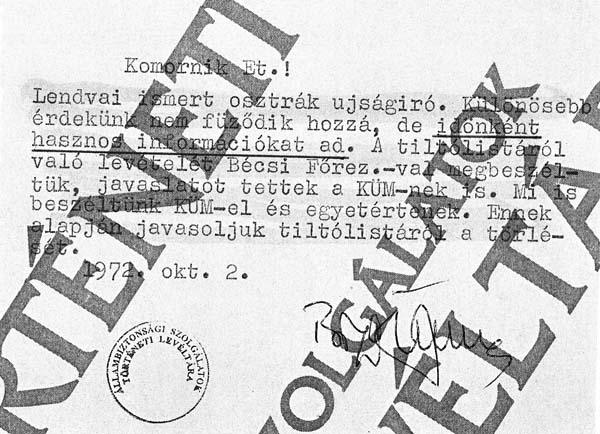 Komornik Et.!
Lendvai ismert osztrák ujságiró. Különösebb
érdekünk nem füződik hozzá, de időnként
hasznos információkat ad. A tiltólistáról
való levételét Bécsi Főrez.-val megbeszél-
tük, javaslatot tettek a KÜM-nek is. Mi is
beszéltünk KÜM-el és egyetértenek. Ennek
alapján javasoljuk tiltólistáról a törlé-
sét.
1972. okt. 2.
ÁLLAMBIZTONSÁGI SZOLGÁLATOK
TÖRTÉNETI LEVÉLTÁRA